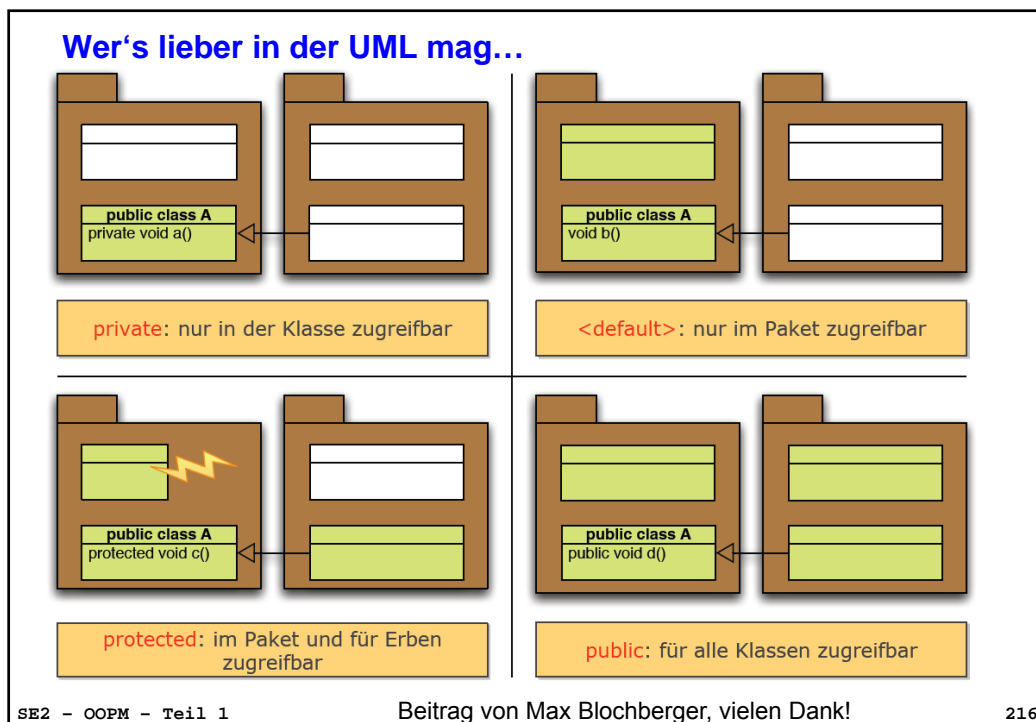 Wer‘s lieber in der UML mag…
public class A
private void a()
private: nur in der Klasse zugreifbar
public class A
void b()
<default>: nur im Paket zugreifbar
public class A
protected void c()
protected: im Paket und für Erben
zugreifbar
public class A
public void d()
public: für alle Klassen zugreifbar
SE2 – OOPM – Teil 1
Beitrag von Max Blochberger, vielen Dank!
216